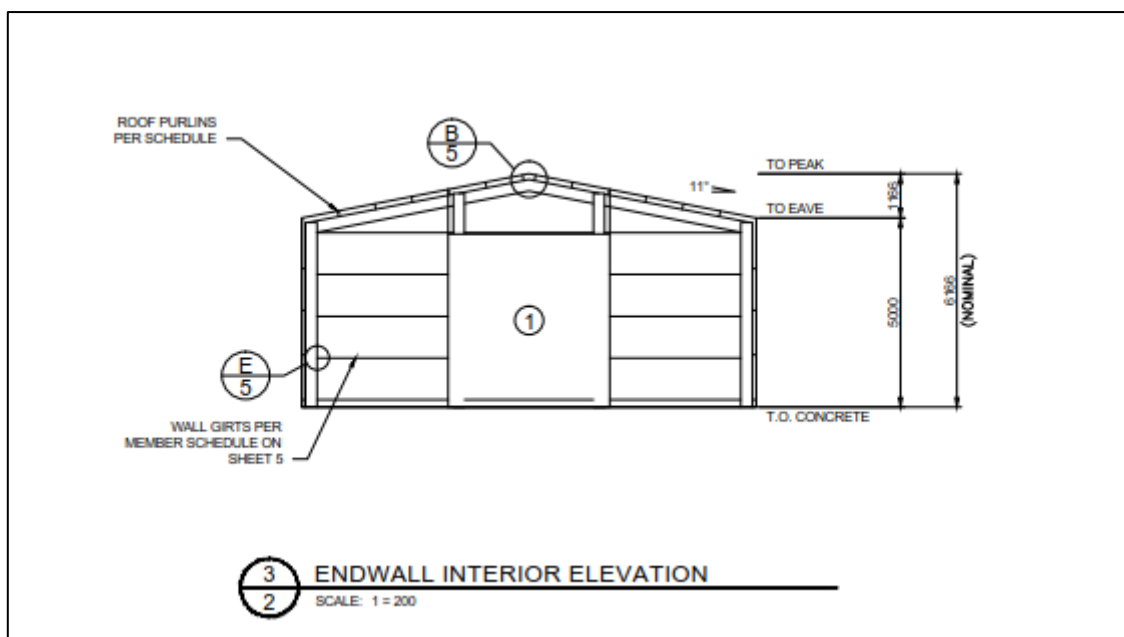 ROOF PURLINS
PER SCHEDULE
B
5
11°
TO PEAK
1166
TO EAVE
5000
6166
(NOMINAL)
1
E
5
WALL GIRTS PER
MEMBER SCHEDULE ON
SHEET 5
T.O. CONCRETE
3
2
ENDWALL INTERIOR ELEVATION
SCALE: 1 = 200